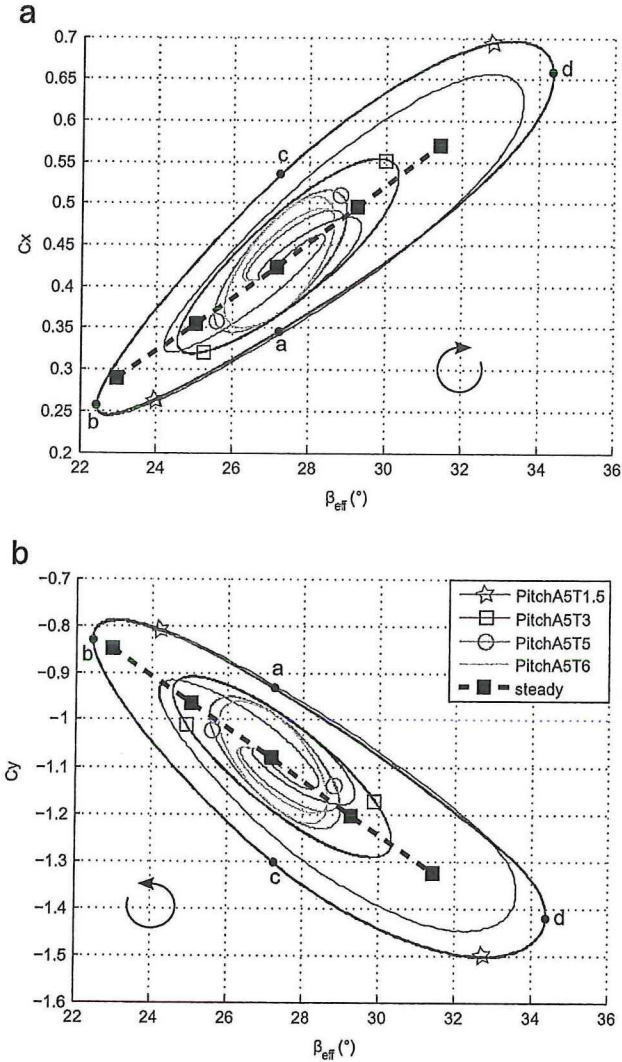 a
0.7
0.65
0.6
0.55
0.5
0.45
0.4
0.35
0.3
0.25
0.2
Cx
d
c
a
b
22 24 26 28 30 32 34 36
βeff (°)
b
−0.7
−0.8
−0.9
−1
−1.1
−1.2
−1.3
−1.4
−1.5
−1.6
Cy
PitchA5T1.5
PitchA5T3
PitchA5T5
PitchA5T6
steady
b
a
c
d
22 24 26 28 30 32 34 36
βeff (°)